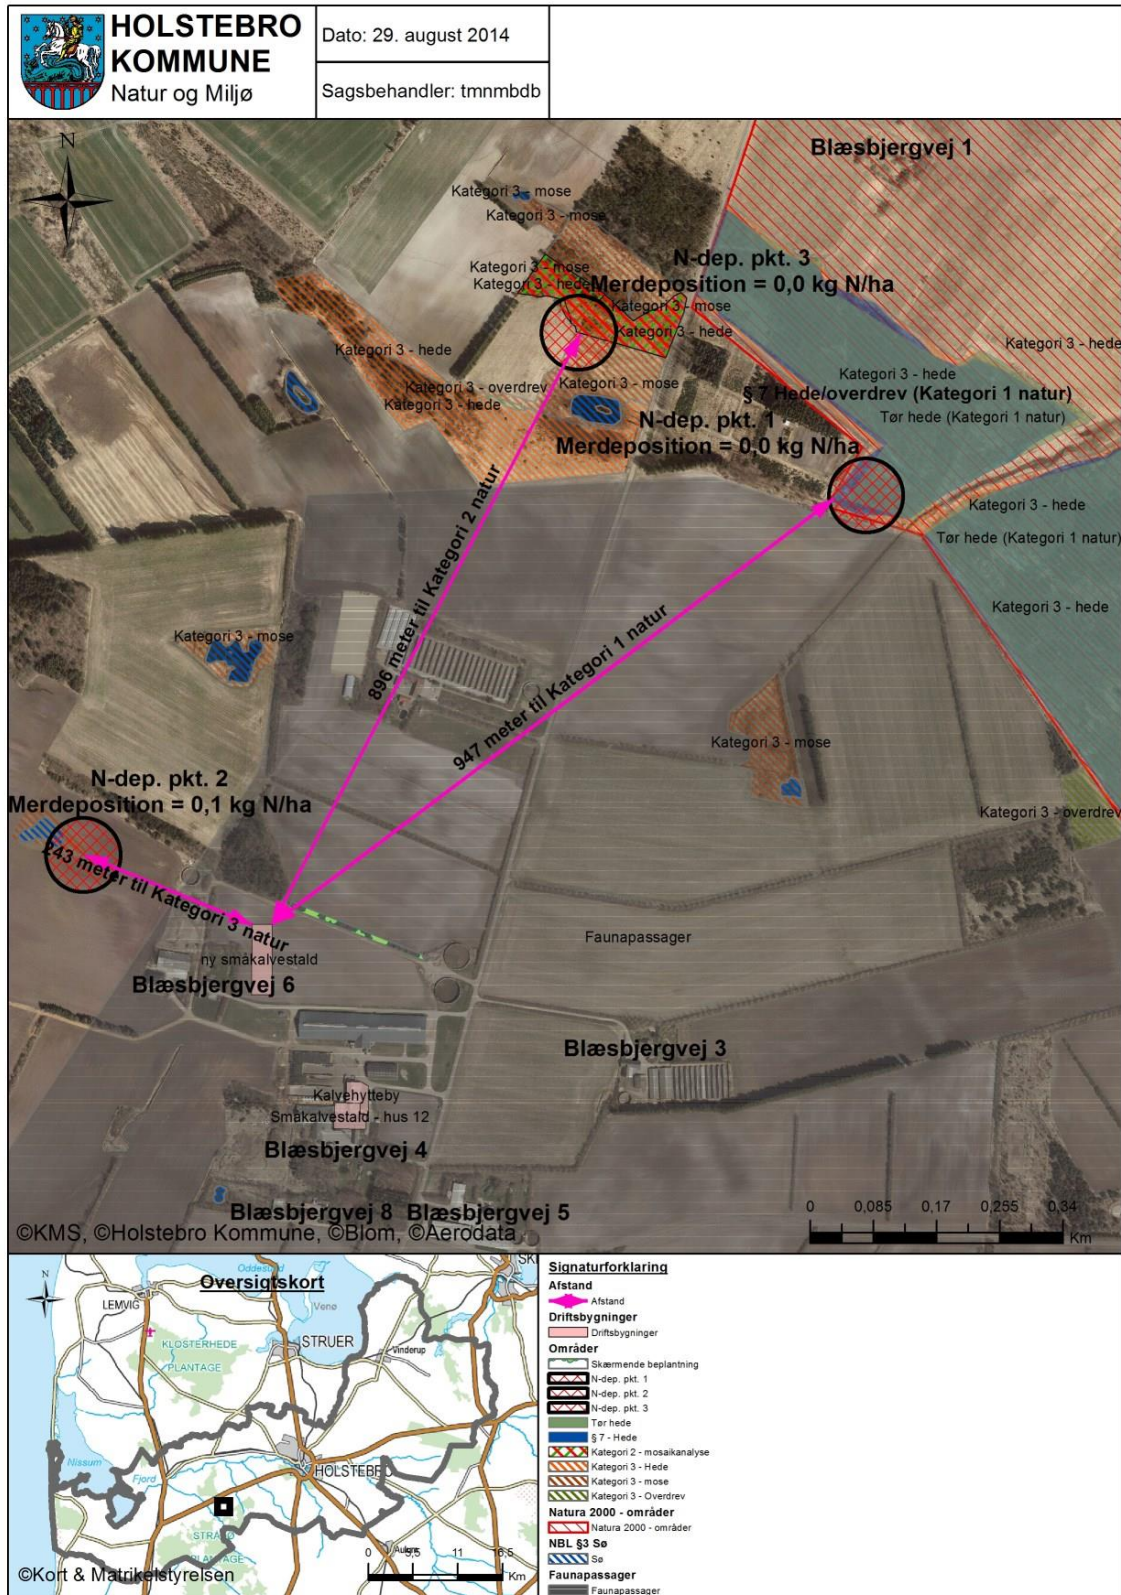 HOLSTEBRO
KOMMUNE
Natur og Miljø
Dato: 29. august 2014
Sagsbehandler: tmnmbdb
N
Blæsbjergvej 1
Kategori 3 - mose
Kategori 3 - mose
N-dep. pkt. 3
Merdeposition = 0,0 kg N/ha
Kategori 3 - mose
Kategori 3 - hede
Kategori 3 - mose
Kategori 3 - hede
Kategori 3 - hede
Kategori 3 - hede
Kategori 3 - hede
Kategori 3 - overdrev
Kategori 3 - mose
Kategori 3 - hede
§ 7 Hede/overdrev (Kategori 1 natur)
Tør hede (Kategori 1 natur)
N-dep. pkt. 1
Merdeposition = 0,0 kg N/ha
Kategori 3 - hede
Tør hede (Kategori 1 natur)
Kategori 3 - hede
896 meter til Kategori 2 natur
947 meter til Kategori 1 natur
Kategori 3 - mose
Kategori 3 - mose
N-dep. pkt. 2
Merdeposition = 0,1 kg N/ha
Kategori 3 - overdrev
243 meter til Kategori 3 natur
ny småkalvestald
Blæsbjergvej 6
Faunapassager
Blæsbjergvej 3
Kalvehytteby
Småkalvestald - hus 12
Blæsbjergvej 4
Blæsbjergvej 8
Blæsbjergvej 5
0 0,085 0,17 0,255 0,34
Km
©KMS, ©Holstebro Kommune, ©Blom, ©Aerodata
Oversigtskort
N
Oddesund
LEMVIG
Venø
STRUER
Vinderup
KLOSTERHEDE
PLANTAGE
Nissum
Fjord
HOLSTEBRO
0 5,5 11 16,5
Km
©Kort & Matrikelstyrelsen
Signaturforklaring
Afstand
Afstand
Driftsbygninger
Driftsbygninger
Områder
Skærmende beplantning
N-dep. pkt. 1
N-dep. pkt. 2
N-dep. pkt. 3
Tør hede
§ 7 - Hede
Kategori 2 - mosaikanalyse
Kategori 3 - Hede
Kategori 3 - mose
Kategori 3 - Overdrev
Natura 2000 - områder
Natura 2000 - områder
NBL §3 Sø
Sø
Faunapassager
Faunapassager